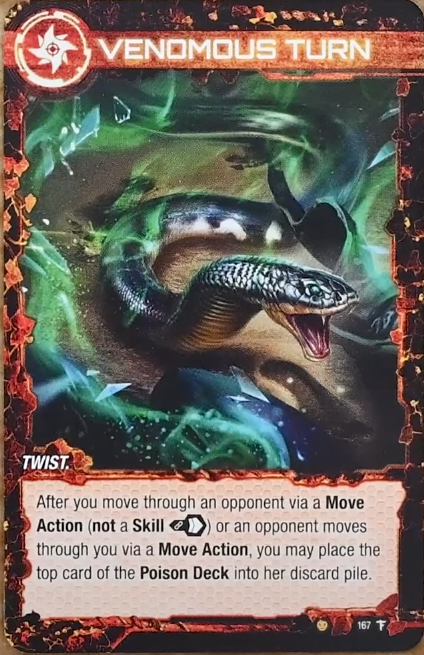 VENOMOUS TURN
TWIST.
After you move through an opponent via a Move
Action (not a Skill) or an opponent moves
through you via a Move Action, you may place the
top card of the Poison Deck into her discard pile.
167